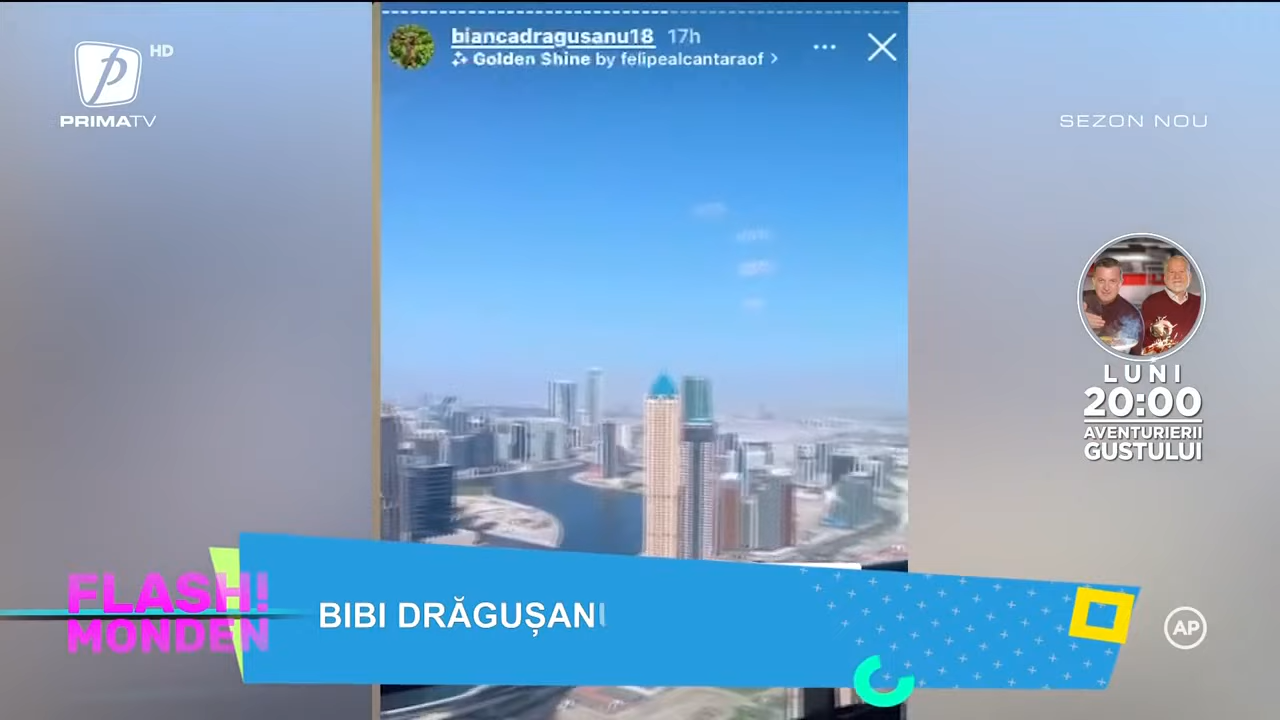 biancadragusanu18 17h
Golden Shine by felipealcantaraof >
HD
PRIMATV
SEZON NOU
LUNI
20:00
AVENTURIERII
GUSTULUI
FLASH!
MONDEN
BIBI DRĂGUȘANU
AP